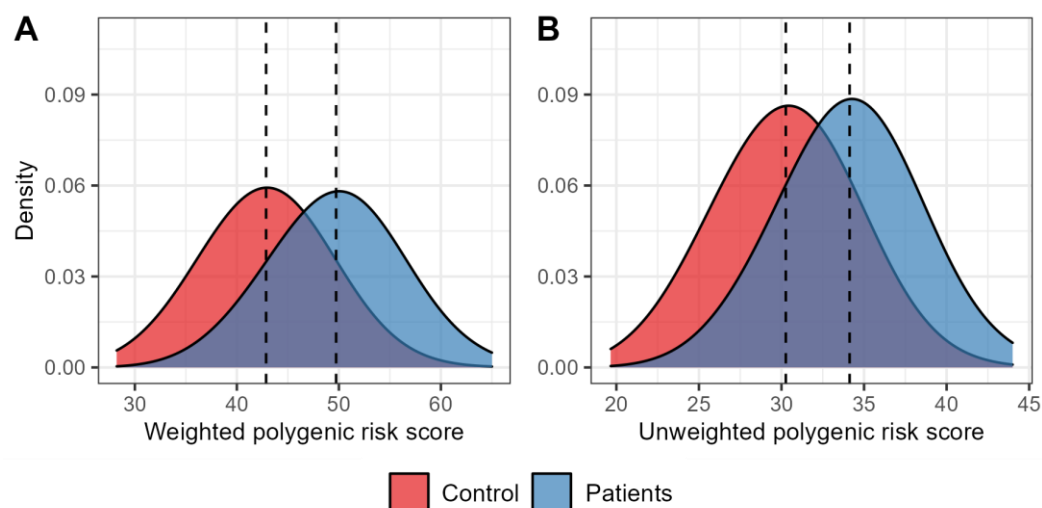 A
B
Density
0.09
0.06
0.03
0.00
30 40 50 60
Weighted polygenic risk score
0.09
0.06
0.03
0.00
20 25 30 35 40 45
Unweighted polygenic risk score
Control Patients